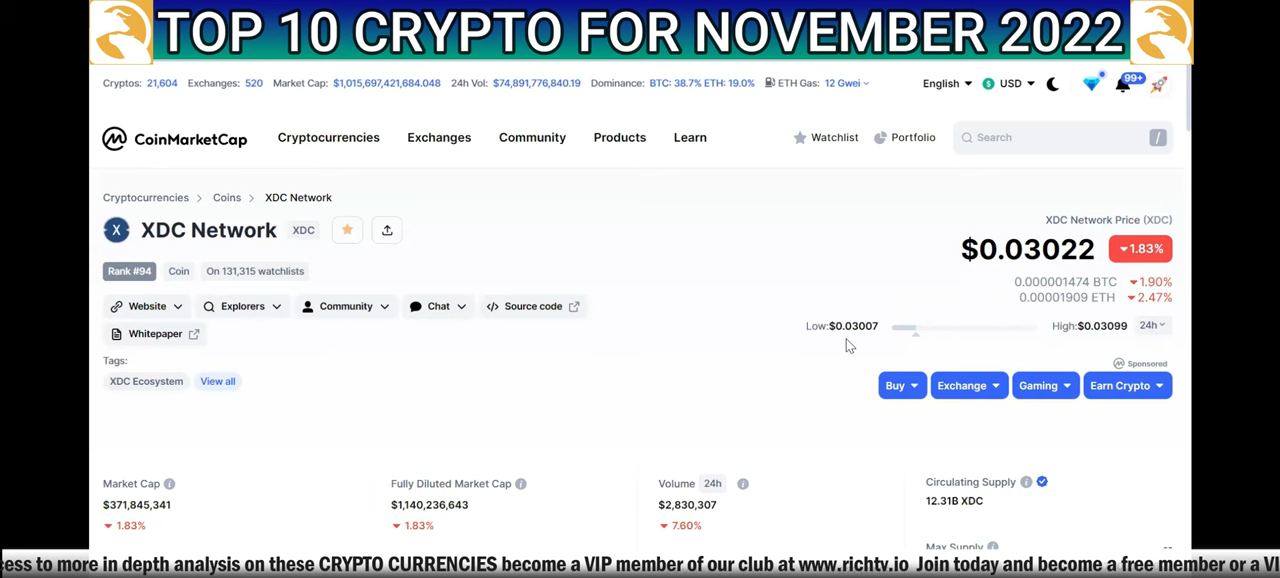 TOP 10 CRYPTO FOR NOVEMBER 2022
Cryptos: 21,604 Exchanges: 520 Market Cap: $1,015,697,421,684.048 24h Vol: $74,891,776,840.19 Dominance: BTC: 38.7% ETH: 19.0% ETH Gas: 12 Gwei English USD 99+
CoinMarketCap Cryptocurrencies Exchanges Community Products Learn Watchlist Portfolio Search /
Cryptocurrencies > Coins > XDC Network
XDC Network Price (XDC)
X XDC Network XDC
$0.03022 1.83%
Rank #94 Coin On 131,315 watchlists
0.000001474 BTC 1.90%
0.00001909 ETH 2.47%
Website Explorers Community Chat Source code
Low:$0.03007 High:$0.03099 24h
Whitepaper
Tags:
Sponsored
XDC Ecosystem View all
Buy Exchange Gaming Earn Crypto
Market Cap Fully Diluted Market Cap Volume 24h Circulating Supply
$371,845,341 $1,140,236,643 $2,830,307 12.31B XDC
1.83% 1.83% 7.60%
Max Supply --
cess to more in depth analysis on these CRYPTO CURRENCIES become a VIP member of our club at www.richtv.io Join today and become a free member or a VI